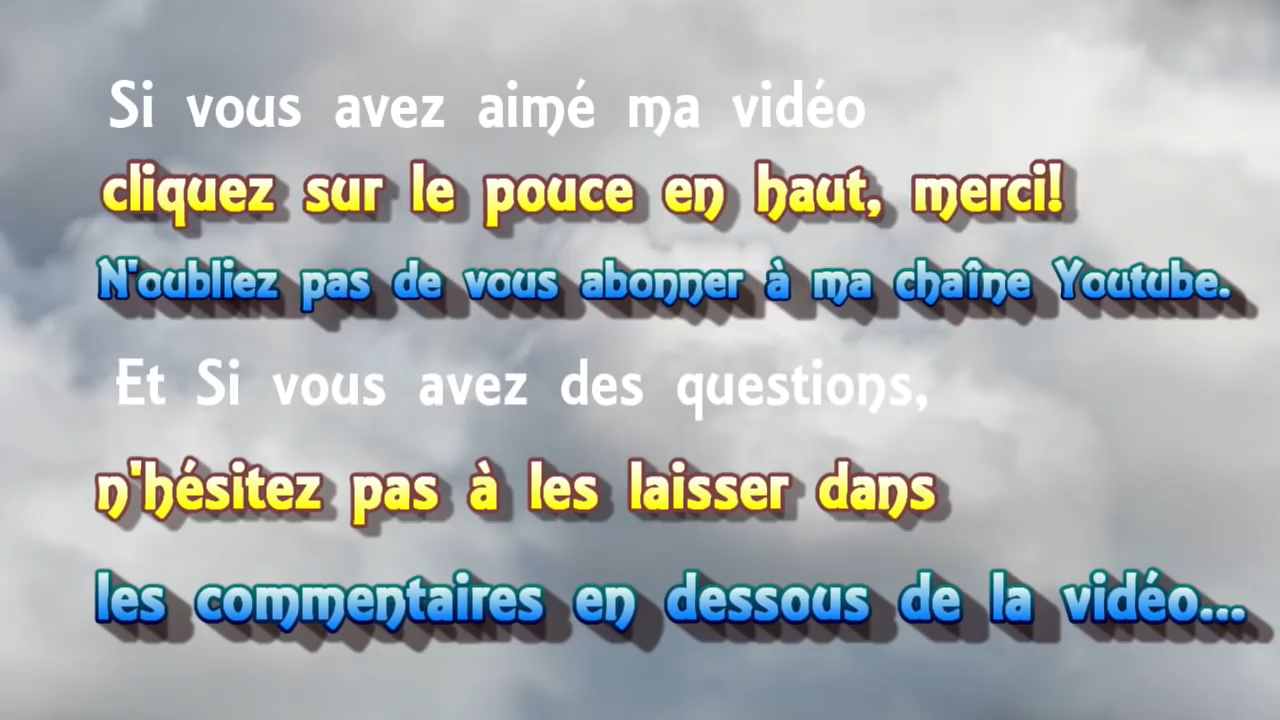 Si vous avez aimé ma vidéo
cliquez sur le pouce en haut, merci!
N'oubliez pas de vous abonner à ma chaîne Youtube.
Et Si vous avez des questions,
n'hésitez pas à les laisser dans
les commentaires en dessous de la vidéo...